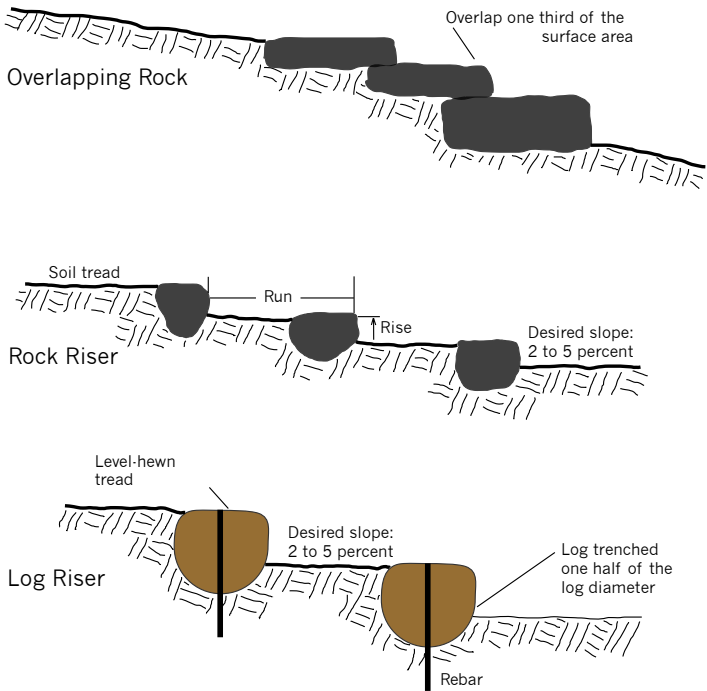 Overlap one third of the
surface area
Overlapping Rock
Soil tread
Run
Rise
Desired slope:
2 to 5 percent
Rock Riser
Level-hewn
tread
Desired slope:
2 to 5 percent
Log trenched
one half of the
log diameter
Log Riser
Rebar